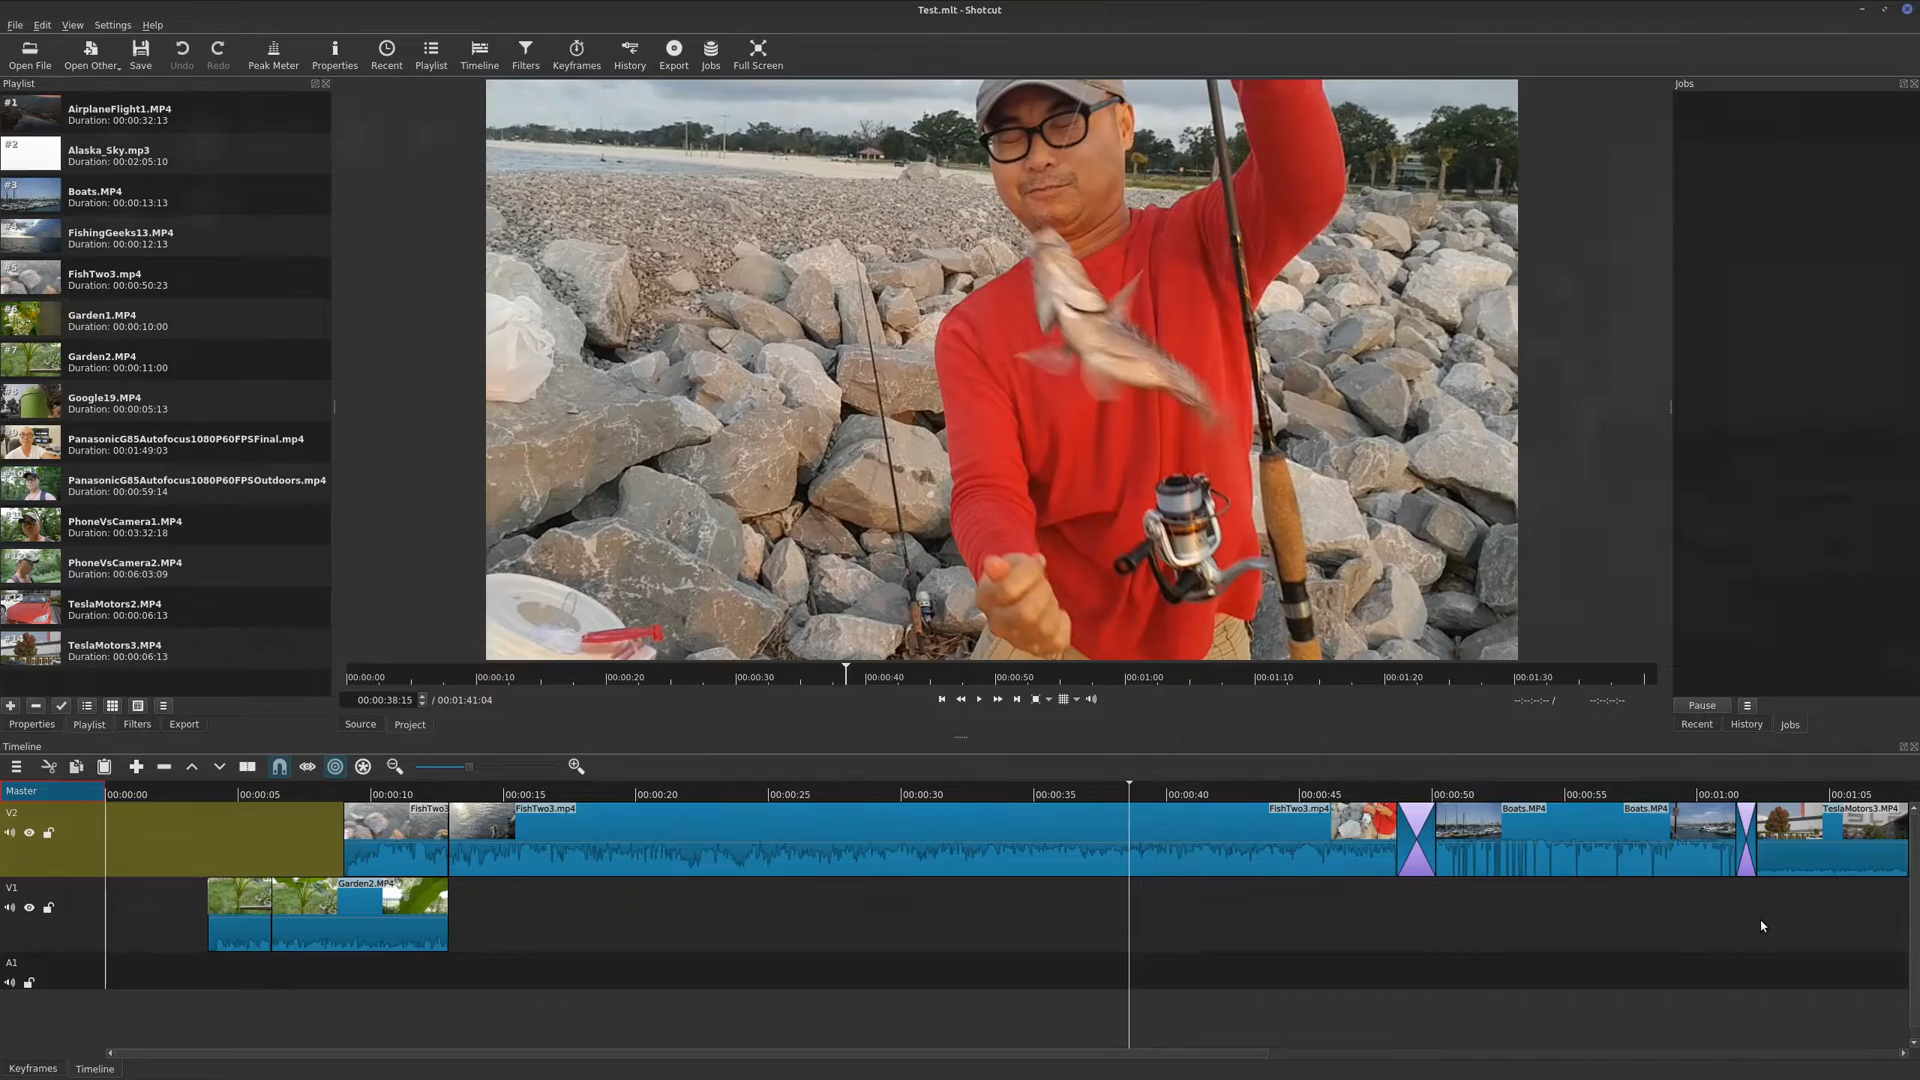 Test.mlt - Shotcut
File Edit View Settings Help
Open File Open Other.. Save Undo Redo Peak Meter Properties Recent Playlist Timeline Filters Keyframes History Export Jobs Full Screen
Playlist
#1 AirplaneFlight1.MP4
Duration: 00:00:32:13
#2 Alaska_Sky.mp3
Duration: 00:02:05:10
#3 Boats.MP4
Duration: 00:00:13:13
#4 FishingGeeks13.MP4
Duration: 00:00:12:13
#5 FishTwo3.mp4
Duration: 00:00:50:23
#6 Garden1.MP4
Duration: 00:00:10:00
#7 Garden2.MP4
Duration: 00:00:11:00
#8 Google19.MP4
Duration: 00:00:05:13
#9 PanasonicG85Autofocus1080P60FPSFinal.mp4
Duration: 00:01:49:03
PanasonicG85Autofocus1080P60FPSOutdoors.mp4
Duration: 00:00:59:14
PhoneVsCamera1.MP4
Duration: 00:03:32:18
PhoneVsCamera2.MP4
Duration: 00:06:03:09
TeslaMotors2.MP4
Duration: 00:00:06:13
#14 TeslaMotors3.MP4
Duration: 00:00:06:13
Properties Playlist Filters Export
00:00:00 00:00:10 00:00:20 00:00:30 00:00:40 00:00:50 00:01:00 00:01:10 00:01:20 00:01:30
00:00:38:15 / 00:01:41:04 --:--:--:-- / --:--:--:--
Source Project
Jobs
Pause
Recent History Jobs
Timeline
Master 00:00:00 00:00:05 00:00:10 00:00:15 00:00:20 00:00:25 00:00:30 00:00:35 00:00:40 00:00:45 00:00:50 00:00:55 00:01:00 00:01:05
V2 FishTwo3 FishTwo3.mp4 FishTwo3.mp4 Boats.MP4 Boats.MP4 TeslaMotors3.MP4
V1 Garden2.MP4
A1
Keyframes Timeline